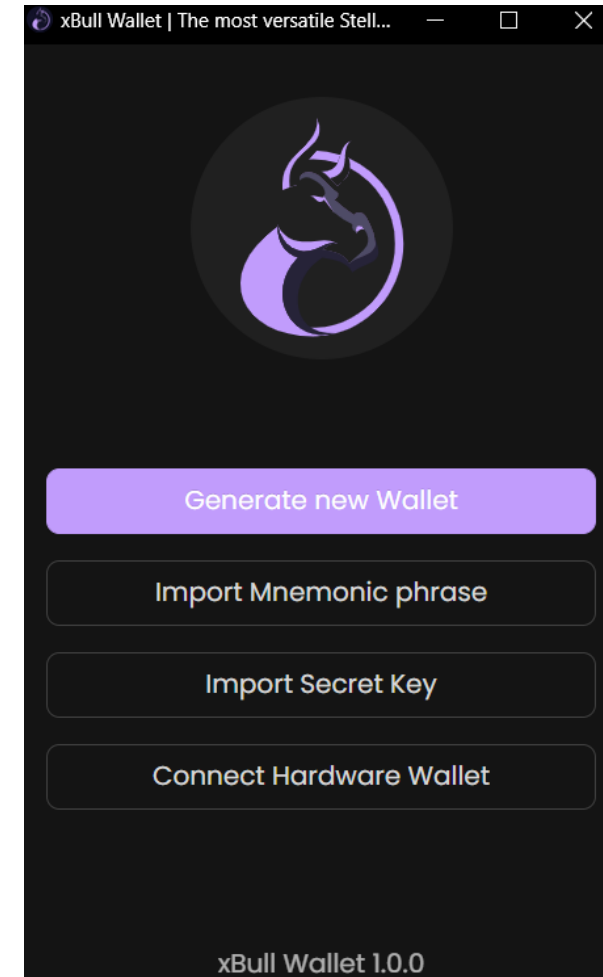 xBull Wallet | The most versatile Stell...
Generate new Wallet
Import Mnemonic phrase
Import Secret Key
Connect Hardware Wallet
xBull Wallet 1.0.0